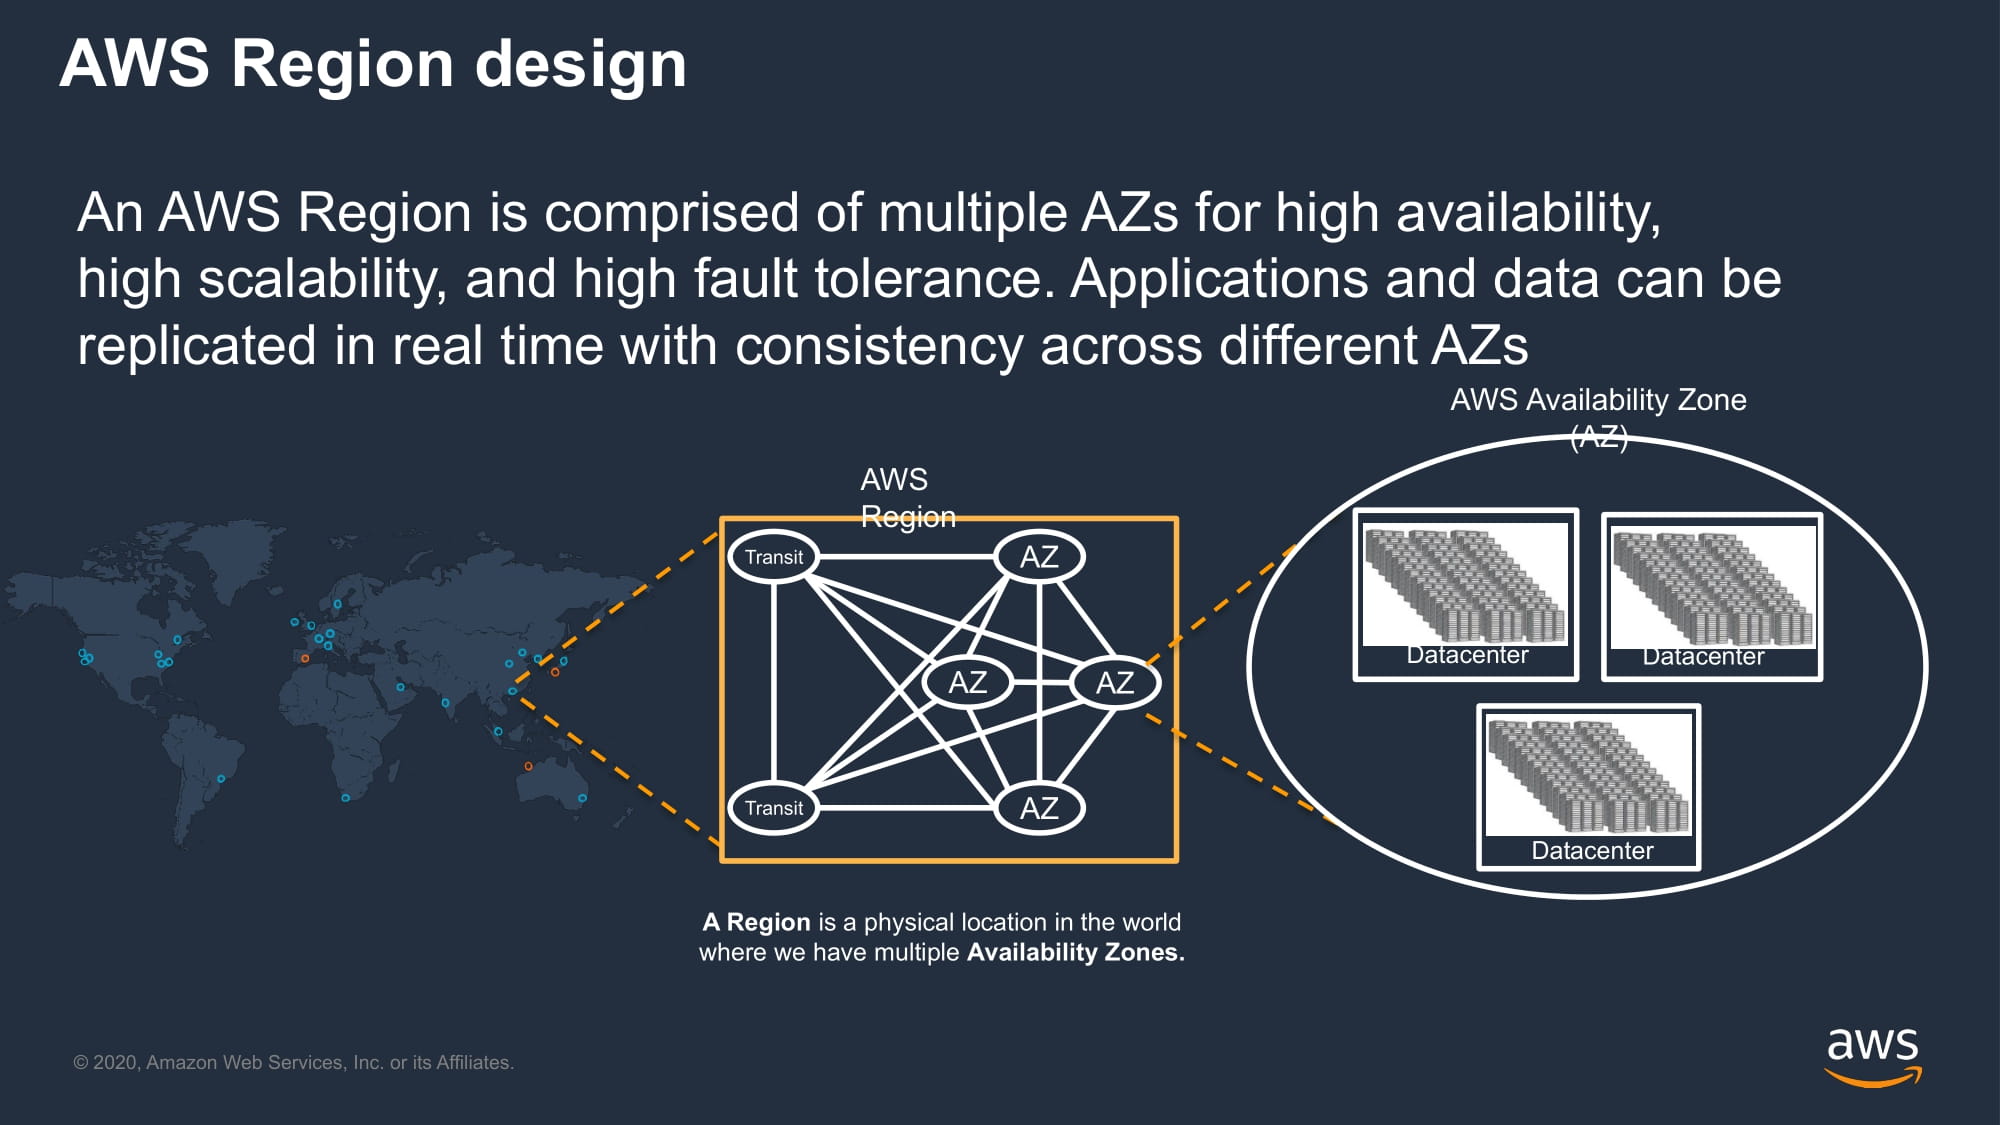 AWS Region design
An AWS Region is comprised of multiple AZs for high availability,
high scalability, and high fault tolerance. Applications and data can be
replicated in real time with consistency across different AZs
AWS Availability Zone
(AZ)
AWS
Region
Transit
AZ
AZ
AZ
Transit
AZ
Datacenter
Datacenter
Datacenter
A Region is a physical location in the world
where we have multiple Availability Zones.
© 2020, Amazon Web Services, Inc. or its Affiliates.
aws